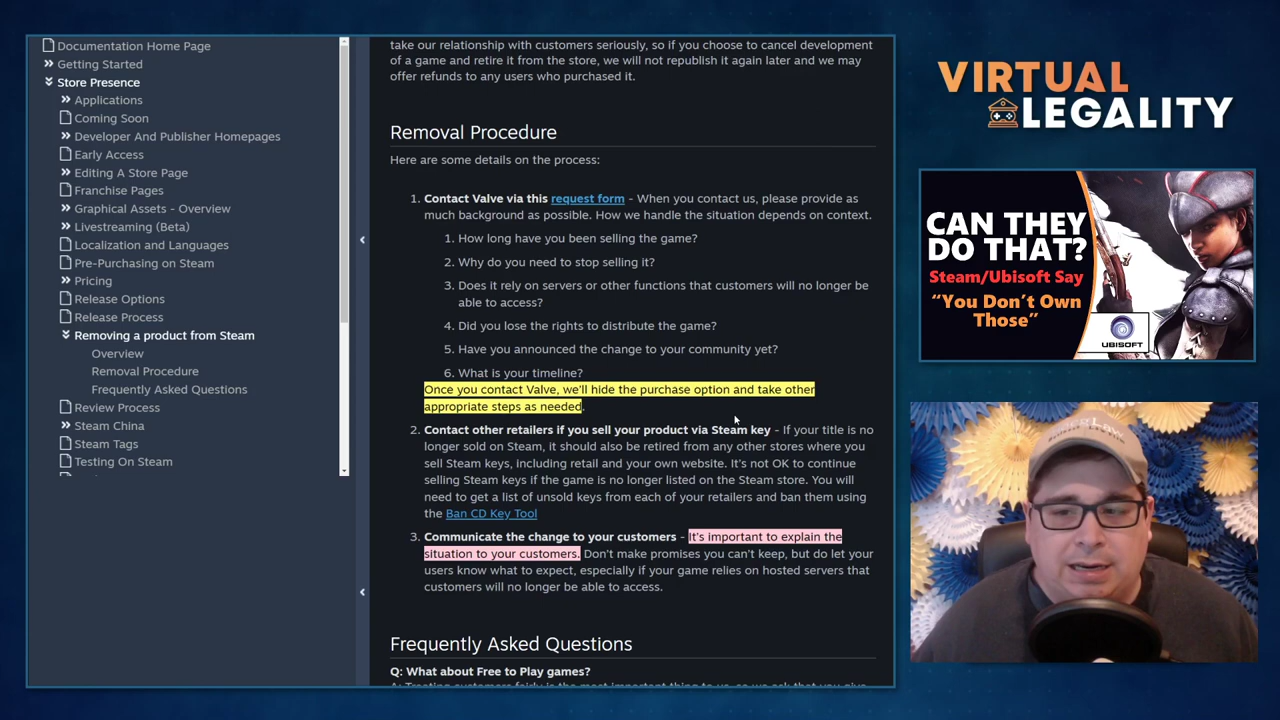 Documentation Home Page
Getting Started
Store Presence
Applications
Coming Soon
Developer And Publisher Homepages
Early Access
Editing A Store Page
Franchise Pages
Graphical Assets - Overview
Livestreaming (Beta)
Localization and Languages
Pre-Purchasing on Steam
Pricing
Release Options
Release Process
Removing a product from Steam
Overview
Removal Procedure
Frequently Asked Questions
Review Process
Steam China
Steam Tags
Testing On Steam
take our relationship with customers seriously, so if you choose to cancel development
of a game and retire it from the store, we will not republish it again later and we may
offer refunds to any users who purchased it.
Removal Procedure
Here are some details on the process:
1. Contact Valve via this request form - When you contact us, please provide as
much background as possible. How we handle the situation depends on context.
1. How long have you been selling the game?
2. Why do you need to stop selling it?
3. Does it rely on servers or other functions that customers will no longer be
able to access?
4. Did you lose the rights to distribute the game?
5. Have you announced the change to your community yet?
6. What is your timeline?
Once you contact Valve, we'll hide the purchase option and take other
appropriate steps as needed.
2. Contact other retailers if you sell your product via Steam key - If your title is no
longer sold on Steam, it should also be retired from any other stores where you
sell Steam keys, including retail and your own website. It's not OK to continue
selling Steam keys if the game is no longer listed on the Steam store. You will
need to get a list of unsold keys from each of your retailers and ban them using
the Ban CD Key Tool
3. Communicate the change to your customers - It's important to explain the
situation to your customers. Don't make promises you can't keep, but do let your
users know what to expect, especially if your game relies on hosted servers that
customers will no longer be able to access.
Frequently Asked Questions
Q: What about Free to Play games?
A: Treating customers fairly is the most important thing to us, so we ask that you give
VIRTUAL
LEGALITY
CAN THEY
DO THAT?
Steam/Ubisoft Say
"You Don't Own
Those"
UBISOFT